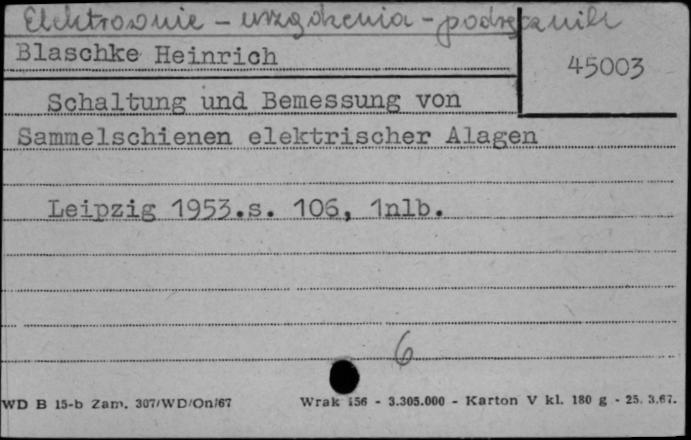 Elektrownie - urządzenia - podręczniki
Blaschke Heinrich
45003
Schaltung und Bemessung von
Sammelschienen elektrischer Alagen
Leipzig 1953.s. 106, 1nlb.
6
WD B 15-b Zam. 307/WD/On/67
Wrak 156 - 3.305.000 - Karton V kl. 180 g - 25. 3.67.